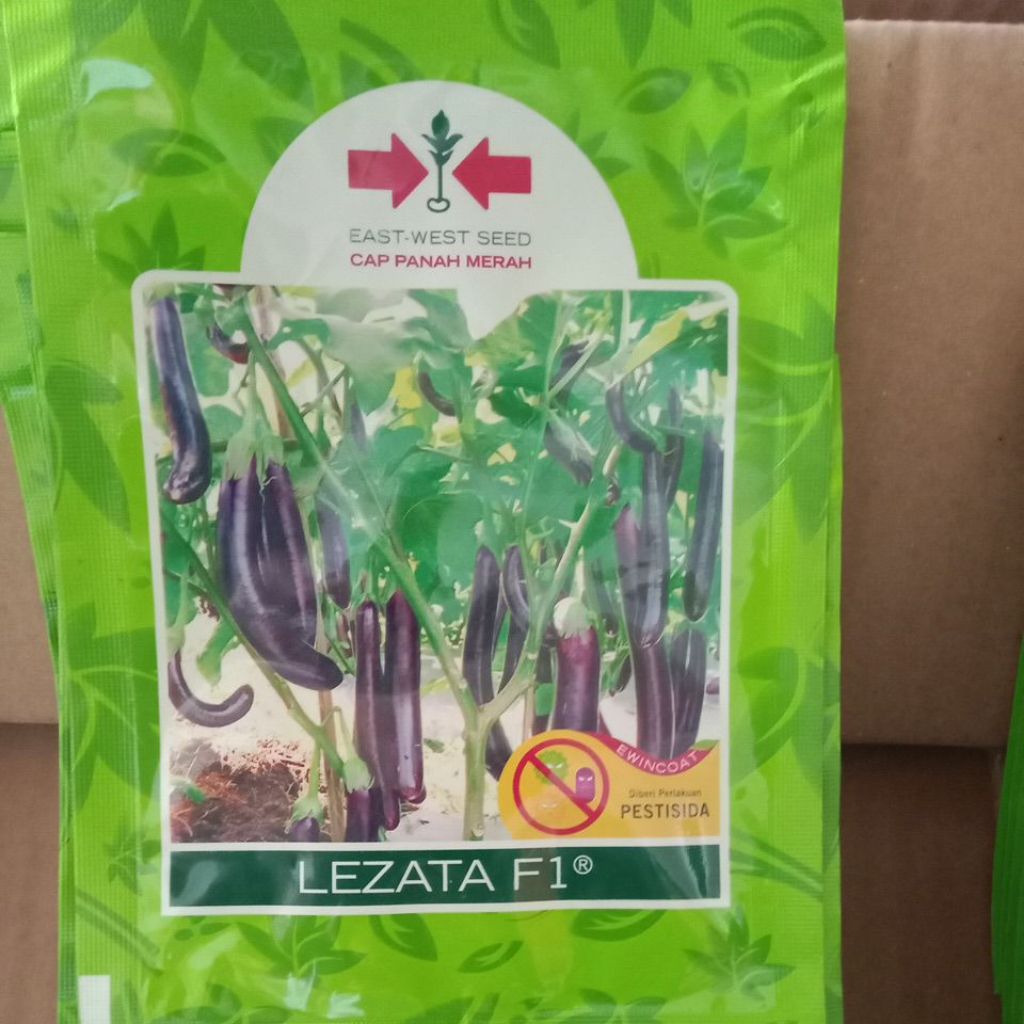 EAST-WEST SEED
CAP PANAH MERAH
EWINCOAT
Diberi Perlakuan
PESTISIDA
LEZATA F1®